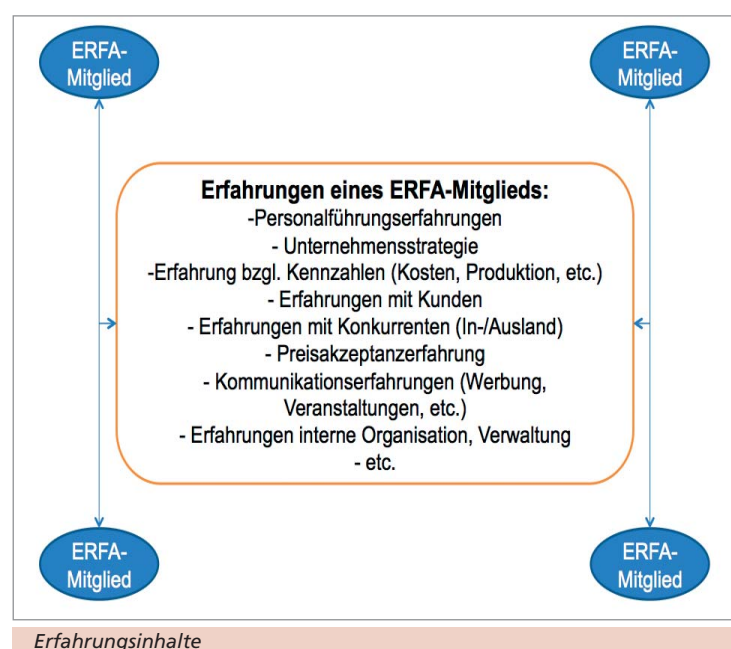 ERFA-
Mitglied
ERFA-
Mitglied
Erfahrungen eines ERFA-Mitglieds:
-Personalführungserfahrungen
- Unternehmensstrategie
-Erfahrung bzgl. Kennzahlen (Kosten, Produktion, etc.)
- Erfahrungen mit Kunden
- Erfahrungen mit Konkurrenten (In-/Ausland)
- Preisakzeptanzerfahrung
- Kommunikationserfahrungen (Werbung,
Veranstaltungen, etc.)
- Erfahrungen interne Organisation, Verwaltung
- etc.
ERFA-
Mitglied
ERFA-
Mitglied
Erfahrungsinhalte